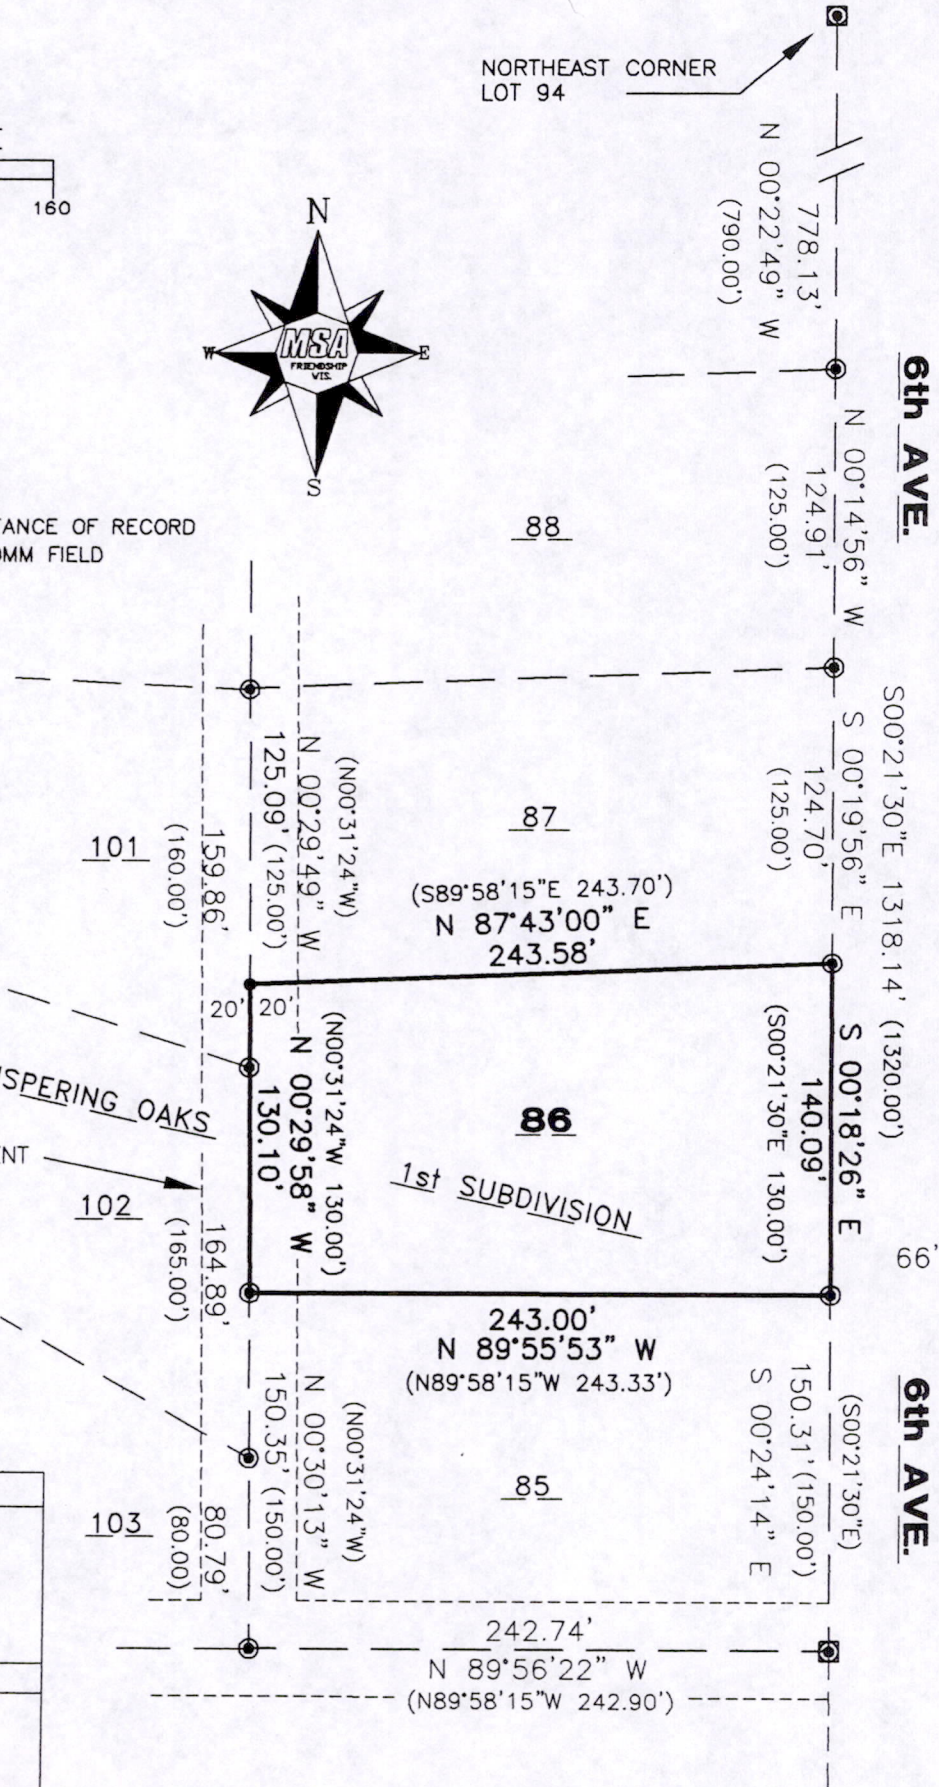 NORTHEAST CORNER
LOT 94
160
N 00°22'49" W
778.13'
(790.00')
N
W
E
S
MSA
FRIENDSHIP
WIS.
6th AVE.
N 00°14'56" W
124.91'
(125.00')
88
TANCE OF RECORD
OMM FIELD
S00°21'30"E 1318.14' (1320.00')
S 00°19'56" E
124.70'
(125.00')
(N00°31'24"W)
N 00°29'49" W
125.09' (125.00')
87
101
159.86'
(160.00')
(S89°58'15"E 243.70')
N 87°43'00" E
243.58'
20' 20'
(N00°31'24"W 130.00')
N 00°29'58" W
130.10'
S 00°18'26" E
140.09'
(S00°21'30"E 130.00')
86
ISPERING OAKS
1st SUBDIVISION
ENT
102
164.89'
(165.00')
66'
243.00'
N 89°55'53" W
(N89°58'15"W 243.33')
6th AVE.
(S00°21'30"E)
150.31' (150.00')
S 00°24'14" E
(N00°31'24"W)
N 00°30'13" W
150.35' (150.00')
85
103
80.79'
(80.00)
242.74'
N 89°56'22" W
(N89°58'15"W 242.90')